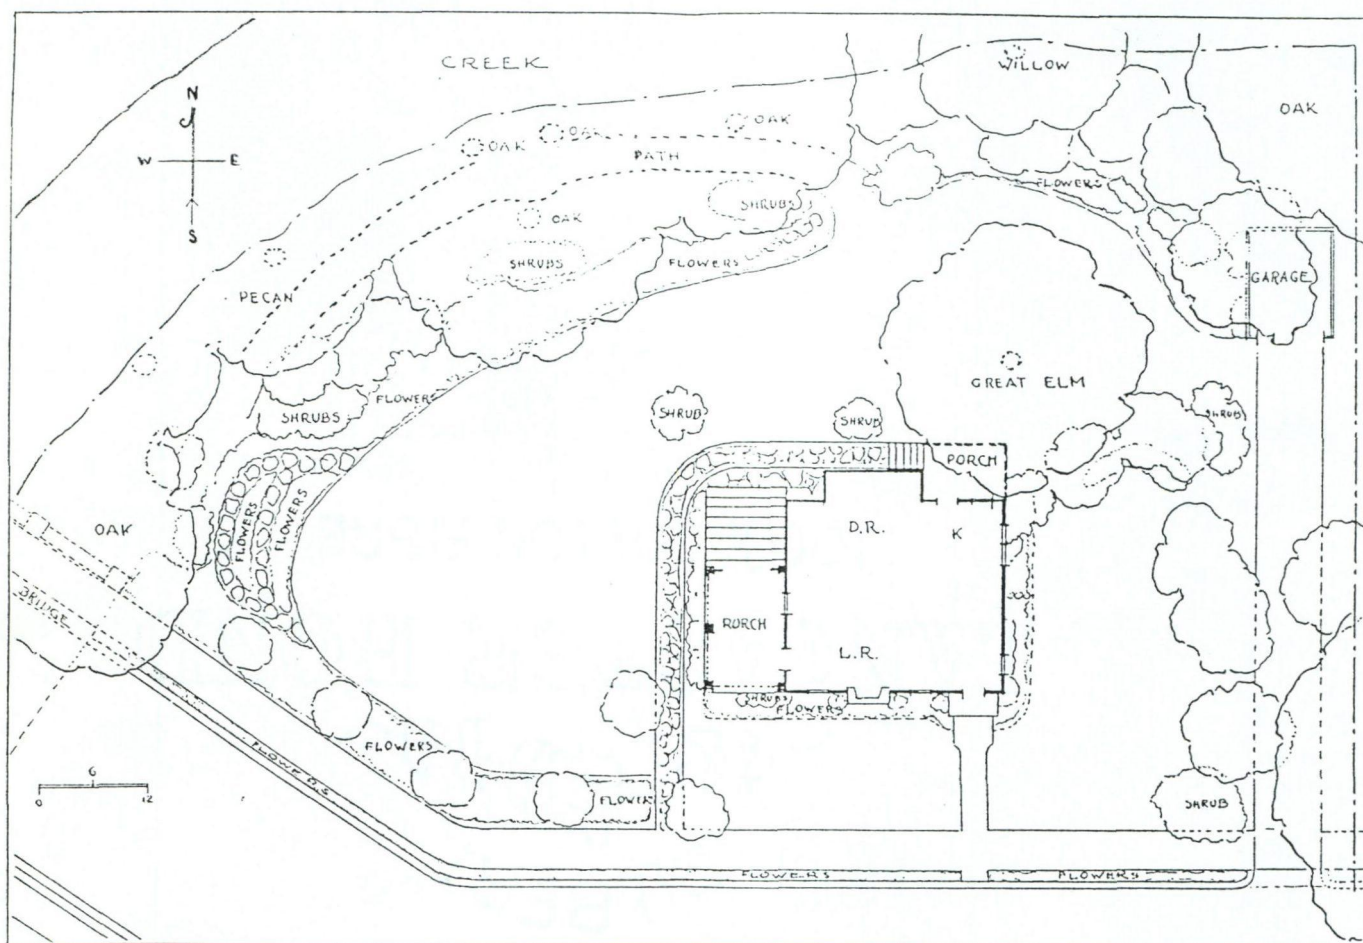 CREEK
WILLOW
OAK
N
W E
S
OAK
OAK
OAK
PATH
FLOWERS
SHRUBS
OAK
SHRUBS
FLOWERS
GARAGE
PECAN
GREAT ELM
FLOWERS
SHRUBS
SHRUB
SHRUB
SHRUB
PORCH
OAK
FLOWERS
FLOWERS
D.R.
K
BRIDGE
PORCH
L.R.
SHRUBS
FLOWERS
FLOWERS
FLOWERS
6
0 12
FLOWER
SHRUB
FLOWERS
FLOWERS